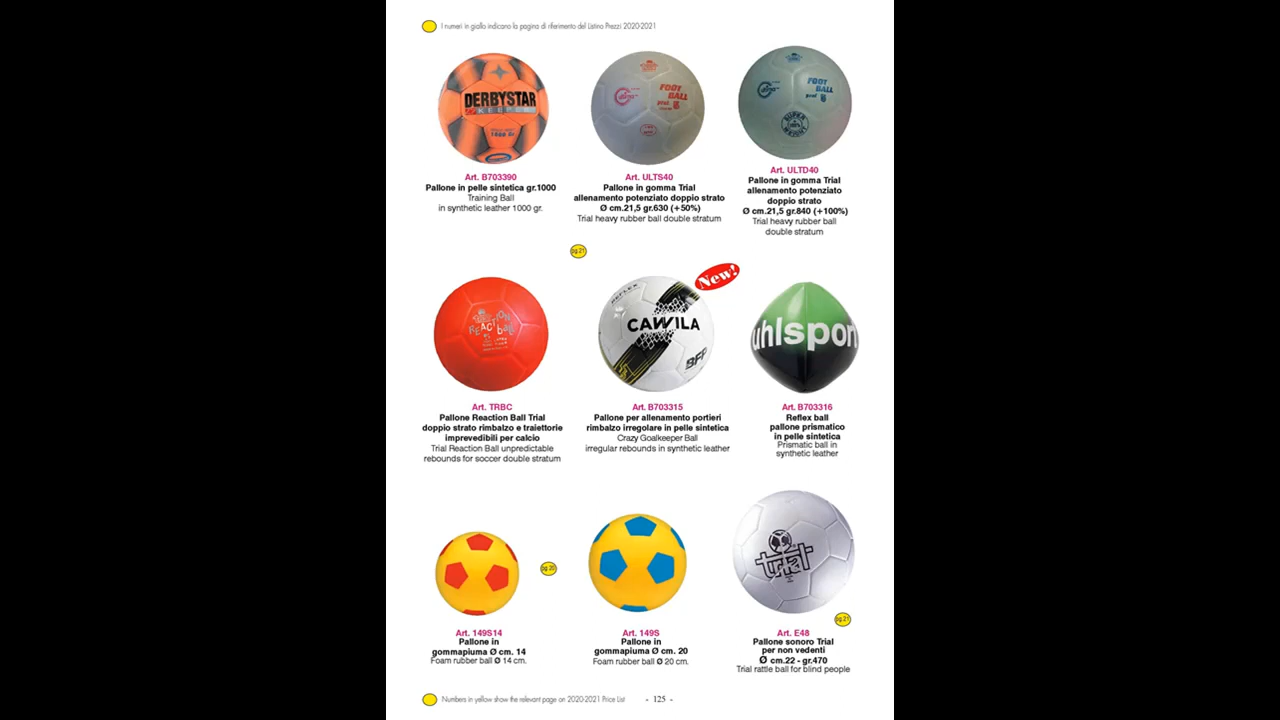 I numeri in giallo indicano la pagina di riferimento del Listino Prezzi 2020-2021
DERBYSTAR
FOOT BALL
FOOT BALL
Art. B703390
Pallone in pelle sintetica gr.1000
Training Ball
in synthetic leather 1000 gr.
Art. ULTS40
Pallone in gomma Trial
allenamento potenziato doppio strato
Ø cm.21,5 gr.630 (+50%)
Trial heavy rubber ball double stratum
Art. ULTD40
Pallone in gomma Trial
allenamento potenziato
doppio strato
Ø cm.21,5 gr.840 (+100%)
Trial heavy rubber ball
double stratum
pg.21
New!
REFLEX
REACTION ball
CAWILA
BFP
uhlsport
Art. TRBC
Pallone Reaction Ball Trial
doppio strato rimbalzo e traiettorie
imprevedibili per calcio
Trial Reaction Ball unpredictable
rebounds for soccer double stratum
Art. B703315
Pallone per allenamento portieri
rimbalzo irregolare in pelle sintetica
Crazy Goalkeeper Ball
irregular rebounds in synthetic leather
Art. B703316
Reflex ball
pallone prismatico
in pelle sintetica
Prismatic ball in
synthetic leather
trial
pg.20
pg.21
Art. 149S14
Pallone in
gommapiuma Ø cm. 14
Foam rubber ball Ø 14 cm.
Art. 149S
Pallone in
gommapiuma Ø cm. 20
Foam rubber ball Ø 20 cm.
Art. E48
Pallone sonoro Trial
per non vedenti
Ø cm.22 - gr.470
Trial rattle ball for blind people
Numbers in yellow show the relevant page on 2020-2021 Price List
- 125 -